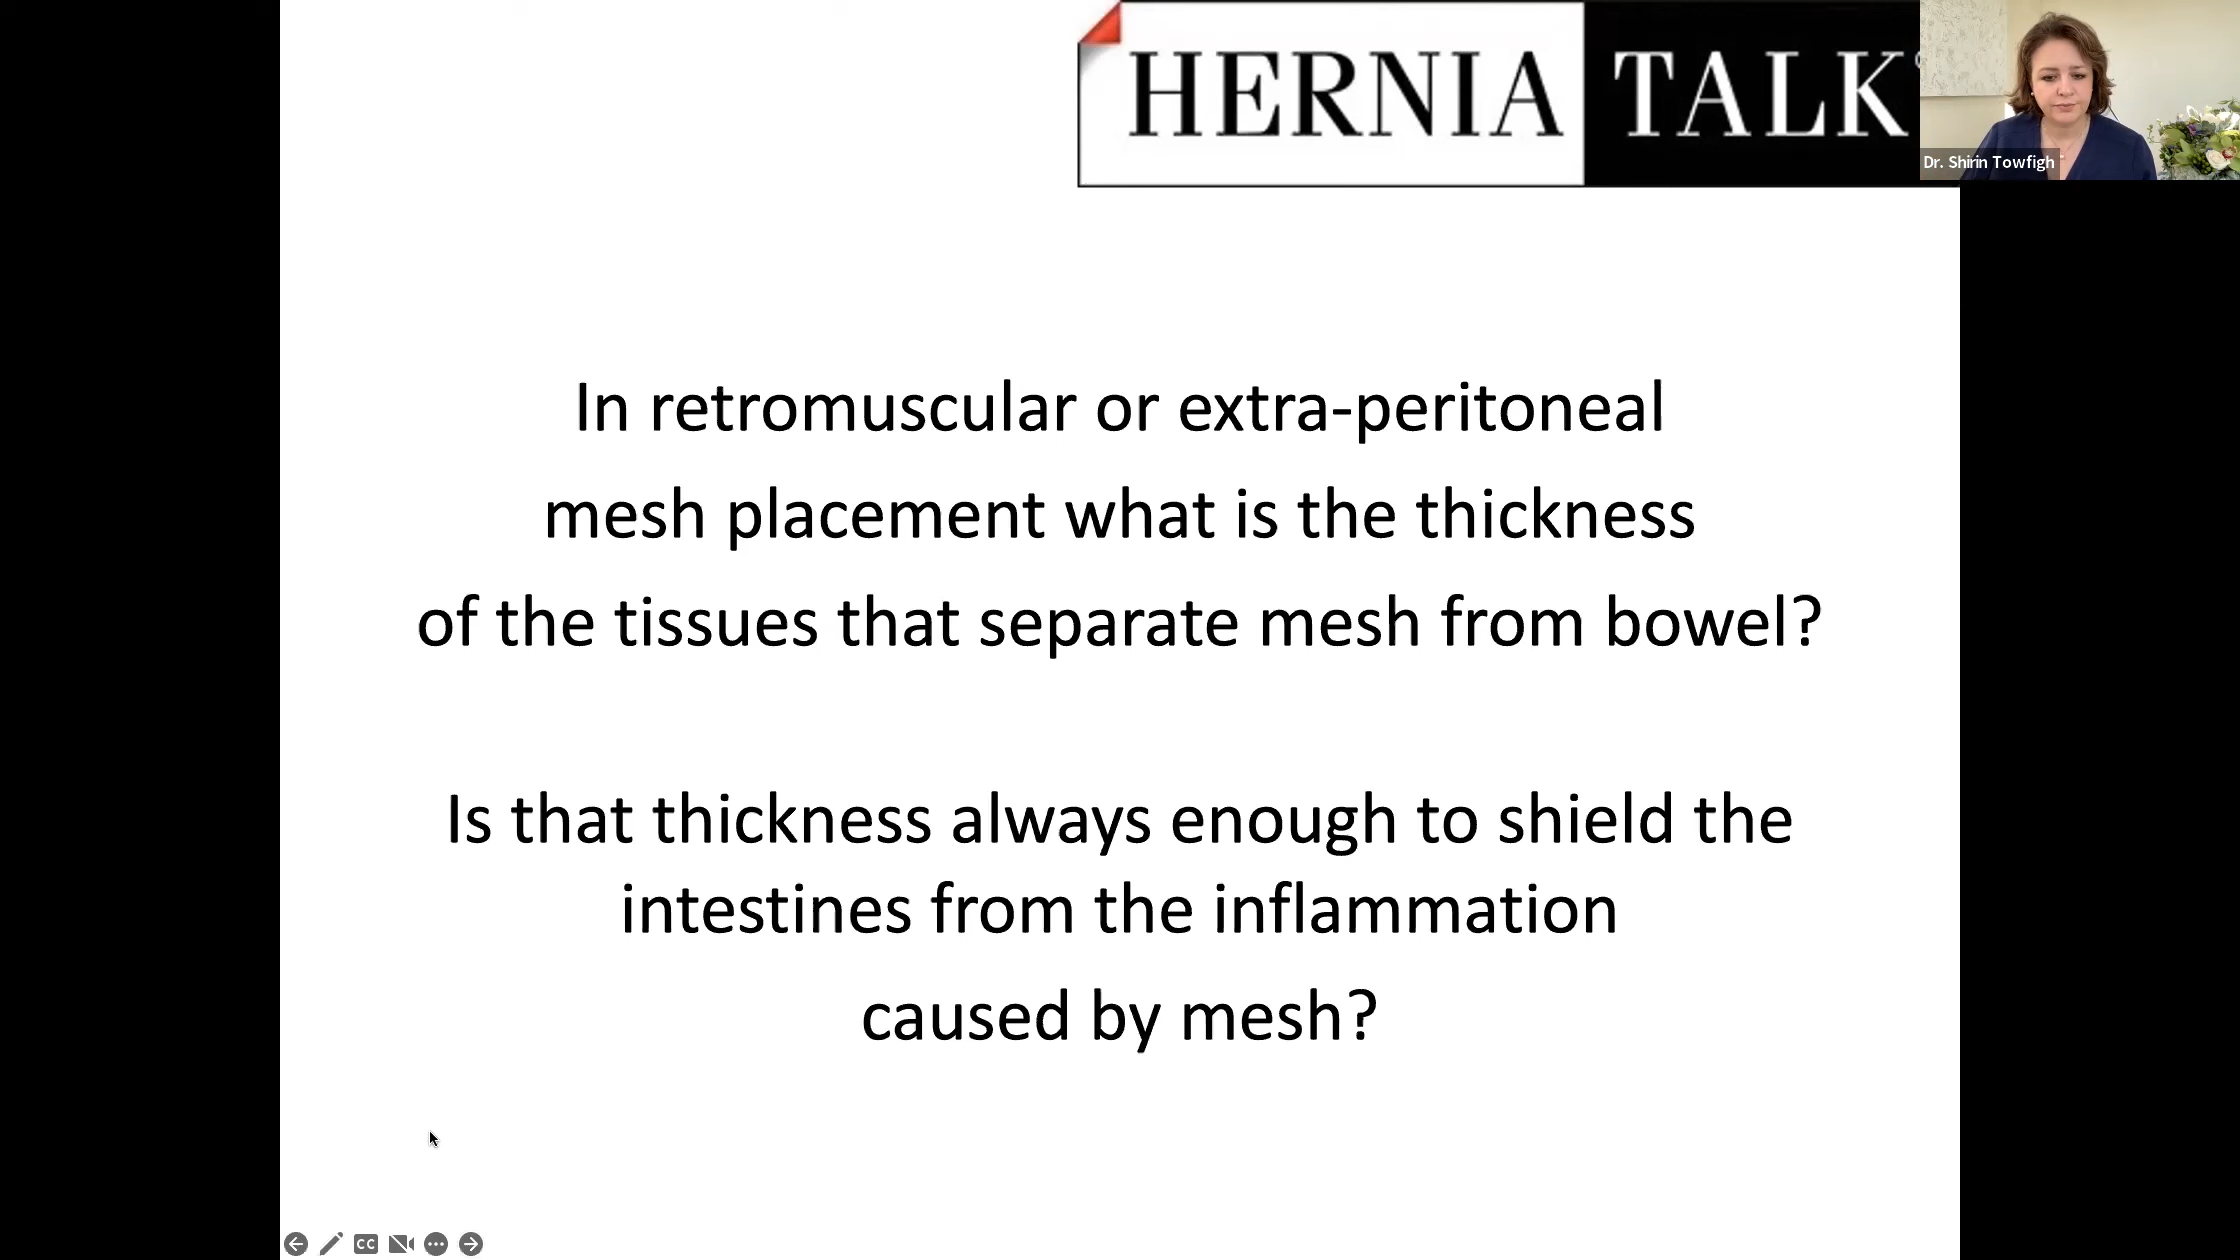 HERNIA TALK
Dr. Shirin Towfigh
In retromuscular or extra-peritoneal
mesh placement what is the thickness
of the tissues that separate mesh from bowel?
Is that thickness always enough to shield the
intestines from the inflammation
caused by mesh?
CC